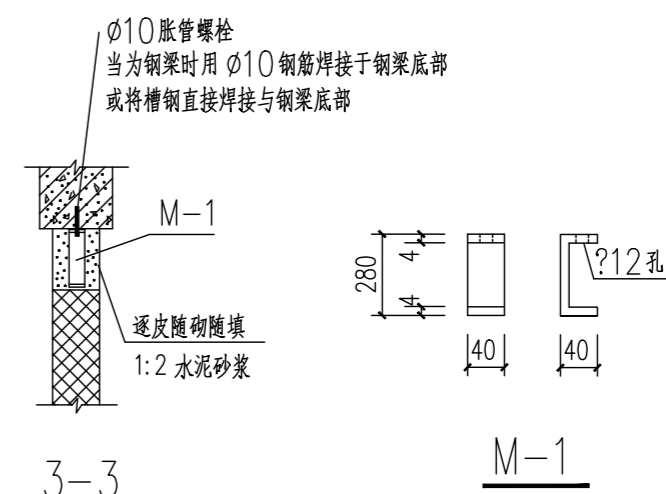 Ø10胀管螺栓
当为钢梁时用 Ø10钢筋焊接于钢梁底部
或将槽钢直接焊接与钢梁底部
M-1
逐皮随砌随填
1:2 水泥砂浆
3-3
280
4
4
40
?12孔
40
M-1